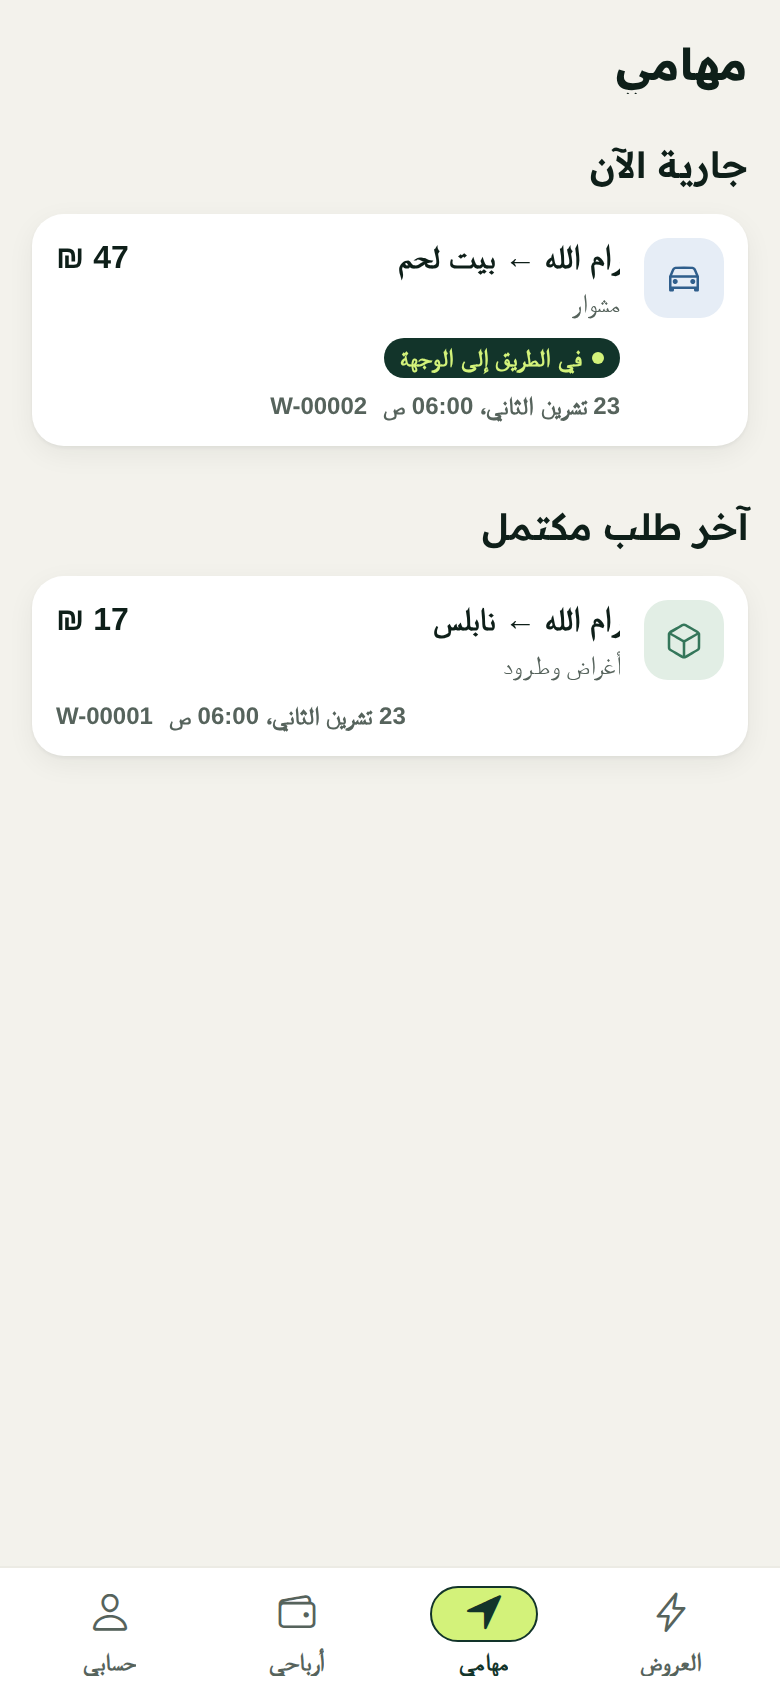 مهامي
جارية الآن
رام الله ← بيت لحم
47 ₪
مشوار
في الطريق إلى الوجهة
23 تشرين الثاني، 06:00 ص W-00002
آخر طلب مكتمل
رام الله ← نابلس
17 ₪
أغراض وطرود
23 تشرين الثاني، 06:00 ص W-00001
العروض
مهامي
أرباحي
حسابي